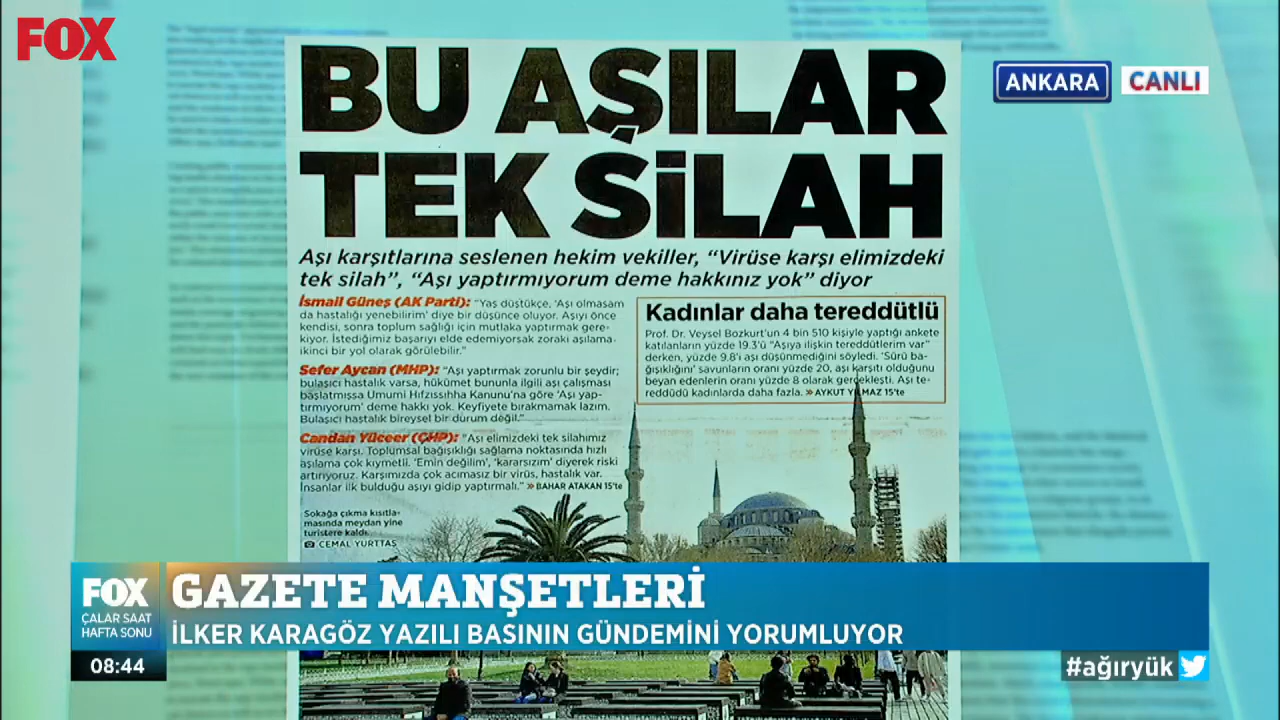 FOX
ANKARA
CANLI
BU AŞILAR
TEK SİLAH
Aşı karşıtlarına seslenen hekim vekiller, “Virüse karşı elimizdeki
tek silah”, “Aşı yaptırmıyorum deme hakkınız yok” diyor
İsmail Güneş (AK Parti): “Yaş düştükçe, ‘Aşı olmasam
da hastalığı yenebilirim’ diye bir düşünce oluyor. Aşıyı önce
kendisi, sonra toplum sağlığı için mutlaka yaptırmak gere-
kiyor. İstediğimiz başarıyı elde edemiyorsak zoraki aşılama-
ikinci bir yol olarak görülebilir.”
Sefer Aycan (MHP): “Aşı yaptırmak zorunlu bir şeydir;
bulaşıcı hastalık varsa, hükümet bununla ilgili aşı çalışması
başlatmışsa Umumi Hıfzıssıhha Kanunu’na göre ‘Aşı yap-
tırmıyorum’ deme hakkı yok. Keyfiyete bırakmamak lazım.
Bulaşıcı hastalık bireysel bir durum değil.”
Candan Yüceer (CHP): “Aşı elimizdeki tek silahımız
virüse karşı. Toplumsal bağışıklığı sağlama noktasında hızlı
aşılama çok kıymetli. ‘Emin değilim’, ‘kararsızım’ diyerek riski
artırıyoruz. Karşımızda çok acımasız bir virüs, hastalık var.
İnsanlar ilk bulduğu aşıyı gidip yaptırmalı.” » BAHAR ATAKAN 15’te
Kadınlar daha tereddütlü
Prof. Dr. Veysel Bozkurt’un 4 bin 510 kişiyle yaptığı ankete
katılanların yüzde 19.3’ü “Aşıya ilişkin tereddütlerim var”
derken, yüzde 9.8’i aşı düşünmediğini söyledi. ‘Sürü ba-
ğışıklığını’ savunların oranı yüzde 20, aşı karşıtı olduğunu
beyan edenlerin oranı yüzde 8 olarak gerçekleşti. Aşı te-
reddüdü kadınlarda daha fazla. » AYKUT YILMAZ 15’te
Sokağa çıkma kısıtla-
masında meydan yine
turistlere kaldı.
CEMAL YURTTAŞ
FOX
ÇALAR SAAT
HAFTA SONU
GAZETE MANŞETLERİ
İLKER KARAGÖZ YAZILI BASININ GÜNDEMİNİ YORUMLUYOR
08:44
#ağıryük